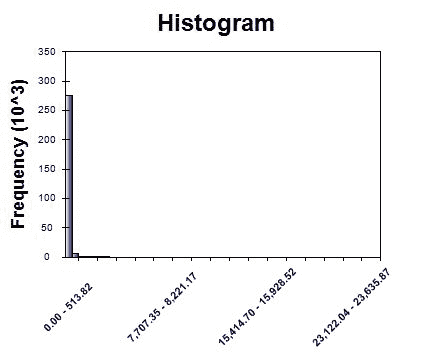 Histogram
Frequency (10^3)
350
300
250
200
150
100
50
0
0.00 - 513.82
7,707.35 - 8,221.17
15,414.70 - 15,928.52
23,122.04 - 23,635.87